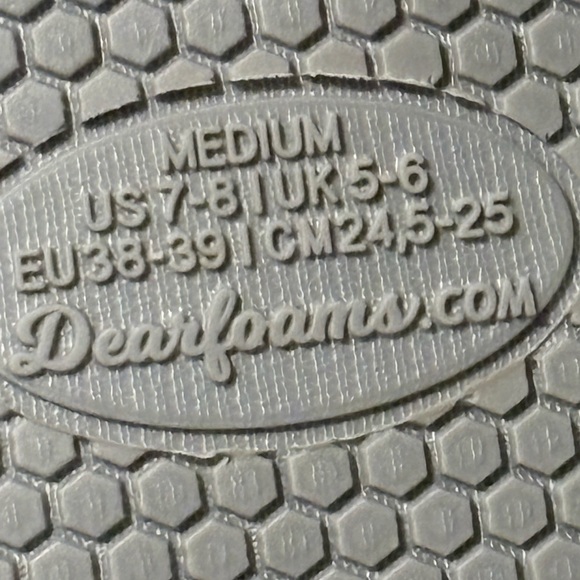 MEDIUM
US 7-8 | UK 5-6
EU 38-39 | CM 24,5-25
Dearfoams.COM